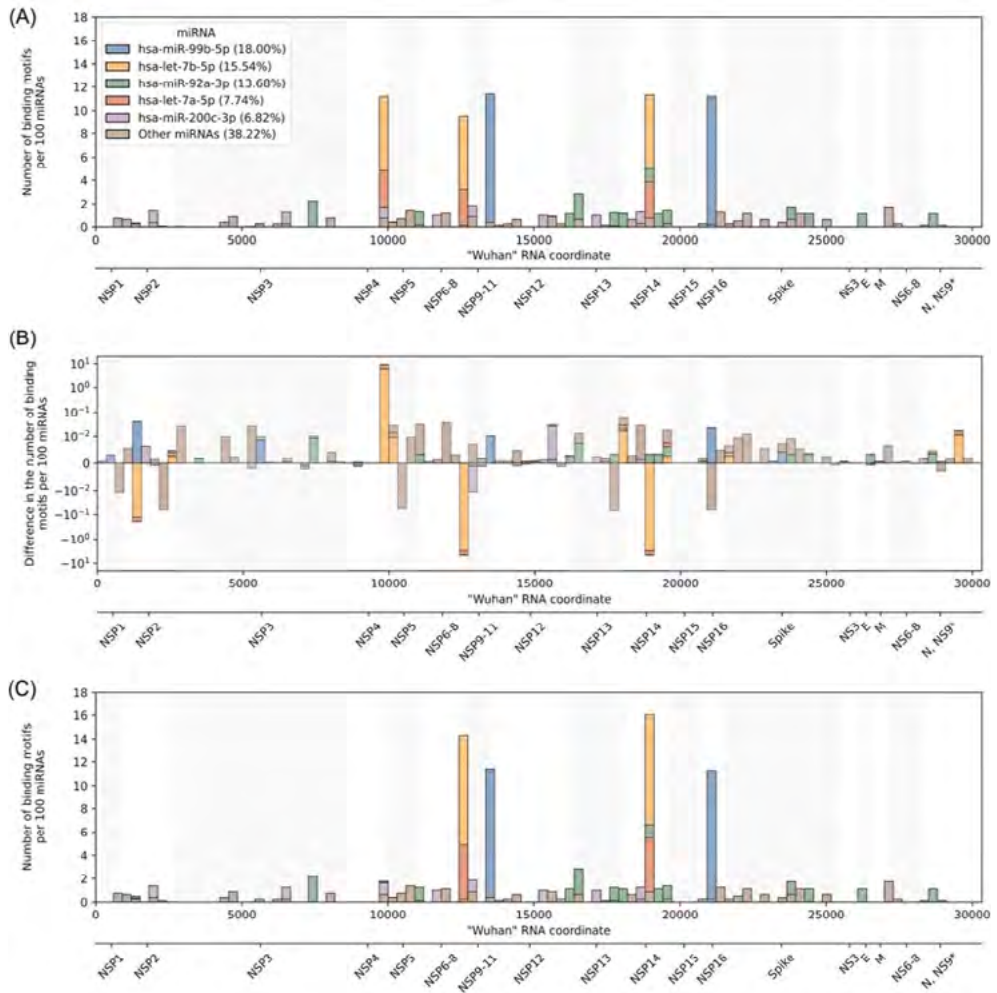 (A)
18
16
14
12
10
8
6
4
2
0
Number of binding motifs
per 100 miRNAs
miRNA
hsa-miR-99b-5p (18.00%)
hsa-let-7b-5p (15.54%)
hsa-miR-92a-3p (13.60%)
hsa-let-7a-5p (7.74%)
hsa-miR-200c-3p (6.82%)
Other miRNAs (38.22%)
0 5000 10000 15000 20000 25000 30000
"Wuhan" RNA coordinate
NSP1 NSP2 NSP3 NSP4 NSP5 NSP6-8 NSP9-11 NSP12 NSP13 NSP14 NSP15 NSP16 Spike NS3 E M NS6-8 N, NS9*
(B)
10¹
10⁰
10⁻¹
10⁻²
0
−10⁻²
−10⁻¹
−10⁰
−10¹
Difference in the number of binding
motifs per 100 miRNAs
0 5000 10000 15000 20000 25000 30000
"Wuhan" RNA coordinate
NSP1 NSP2 NSP3 NSP4 NSP5 NSP6-8 NSP9-11 NSP12 NSP13 NSP14 NSP15 NSP16 Spike NS3 E M NS6-8 N, NS9*
(C)
18
16
14
12
10
8
6
4
2
0
Number of binding motifs
per 100 miRNAs
0 5000 10000 15000 20000 25000 30000
"Wuhan" RNA coordinate
NSP1 NSP2 NSP3 NSP4 NSP5 NSP6-8 NSP9-11 NSP12 NSP13 NSP14 NSP15 NSP16 Spike NS3 E M NS6-8 N, NS9*